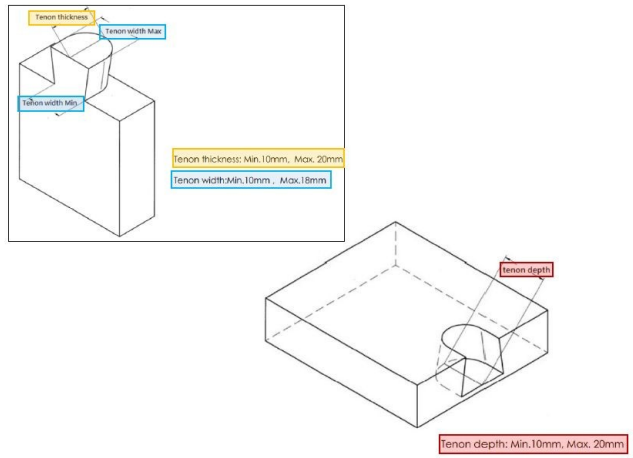 Tenon thickness
Tenon width Max
Tenon width Min
Tenon thickness: Min.10mm, Max. 20mm
Tenon width:Min.10mm , Max.18mm
tenon depth
Tenon depth: Min.10mm, Max. 20mm